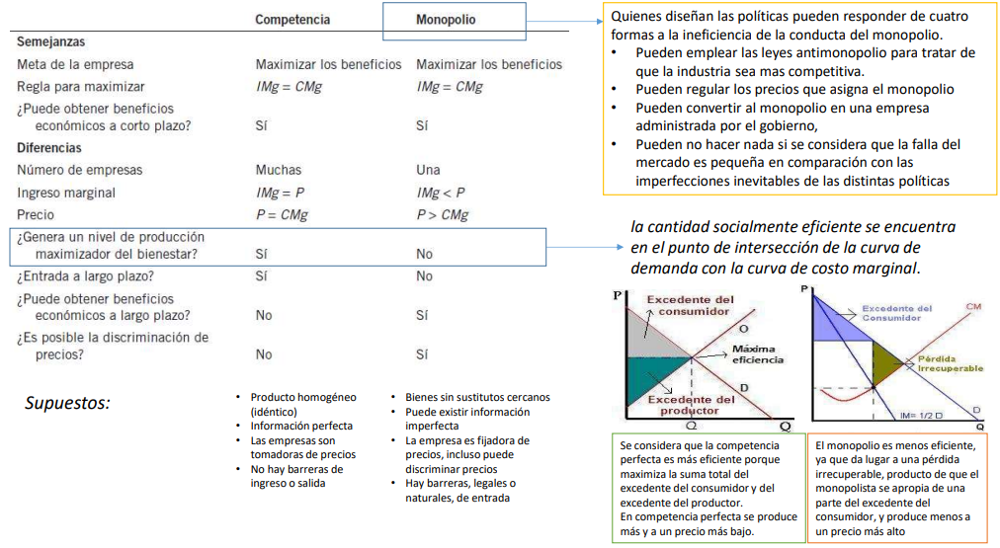 Competencia Monopolio
Semejanzas
Meta de la empresa Maximizar los beneficios Maximizar los beneficios
Regla para maximizar IMg = CMg IMg = CMg
¿Puede obtener beneficios
económicos a corto plazo? Sí Sí
Diferencias
Número de empresas Muchas Una
Ingreso marginal IMg = P IMg < P
Precio P = CMg P > CMg
¿Genera un nivel de producción
maximizador del bienestar? Sí No
¿Entrada a largo plazo? Sí No
¿Puede obtener beneficios
económicos a largo plazo? No Sí
¿Es posible la discriminación de
precios? No Sí
Supuestos:
• Producto homogéneo
(idéntico)
• Información perfecta
• Las empresas son
tomadoras de precios
• No hay barreras de
ingreso o salida
• Bienes sin sustitutos cercanos
• Puede existir información
imperfecta
• La empresa es fijadora de
precios, incluso puede
discriminar precios
• Hay barreras, legales o
naturales, de entrada
Quienes diseñan las políticas pueden responder de cuatro
formas a la ineficiencia de la conducta del monopolio.
• Pueden emplear las leyes antimonopolio para tratar de
que la industria sea mas competitiva.
• Pueden regular los precios que asigna el monopolio
• Pueden convertir al monopolio en una empresa
administrada por el gobierno,
• Pueden no hacer nada si se considera que la falla del
mercado es pequeña en comparación con las
imperfecciones inevitables de las distintas políticas
la cantidad socialmente eficiente se encuentra
en el punto de intersección de la curva de
demanda con la curva de costo marginal.
P
Excedente del
consumidor
O
Máxima
eficiencia
D
Excedente del
productor
Q
Q
P
Excedente del
Consumidor
CM
Pérdida
Irrecuperable
IM= 1/2 D
D
Q
Se considera que la competencia
perfecta es más eficiente porque
maximiza la suma total del
excedente del consumidor y del
excedente del productor.
En competencia perfecta se produce
más y a un precio más bajo.
El monopolio es menos eficiente,
ya que da lugar a una pérdida
irrecuperable, producto de que el
monopolista se apropia de una
parte del excedente del
consumidor, y produce menos a
un precio más alto